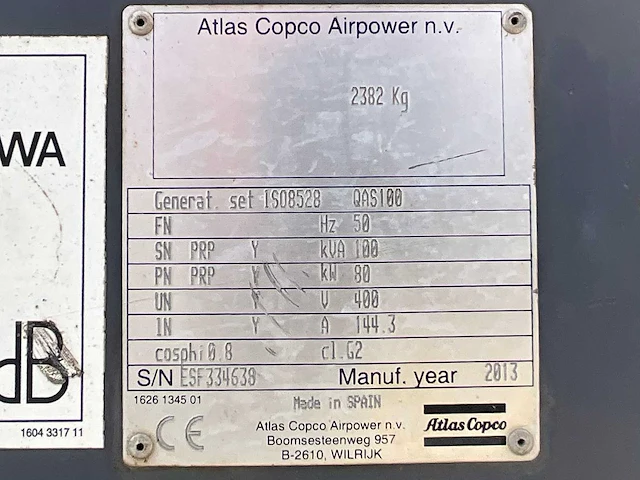 Atlas Copco Airpower n.v.
2382 Kg
Generat. set ISO8528 QAS100
FN Hz 50
SN PRP Y kVA 100
PN PRP Y kW 80
UN Y V 400
IN Y A 144.3
cosphi 0.8 cl.G2
S/N ESF334638 Manuf. year 2013
1626 1345 01 Made in SPAIN
CE
Atlas Copco Airpower n.v.
Boomsesteenweg 957
B-2610, WILRIJK
Atlas Copco
WA
dB
1604 3317 11